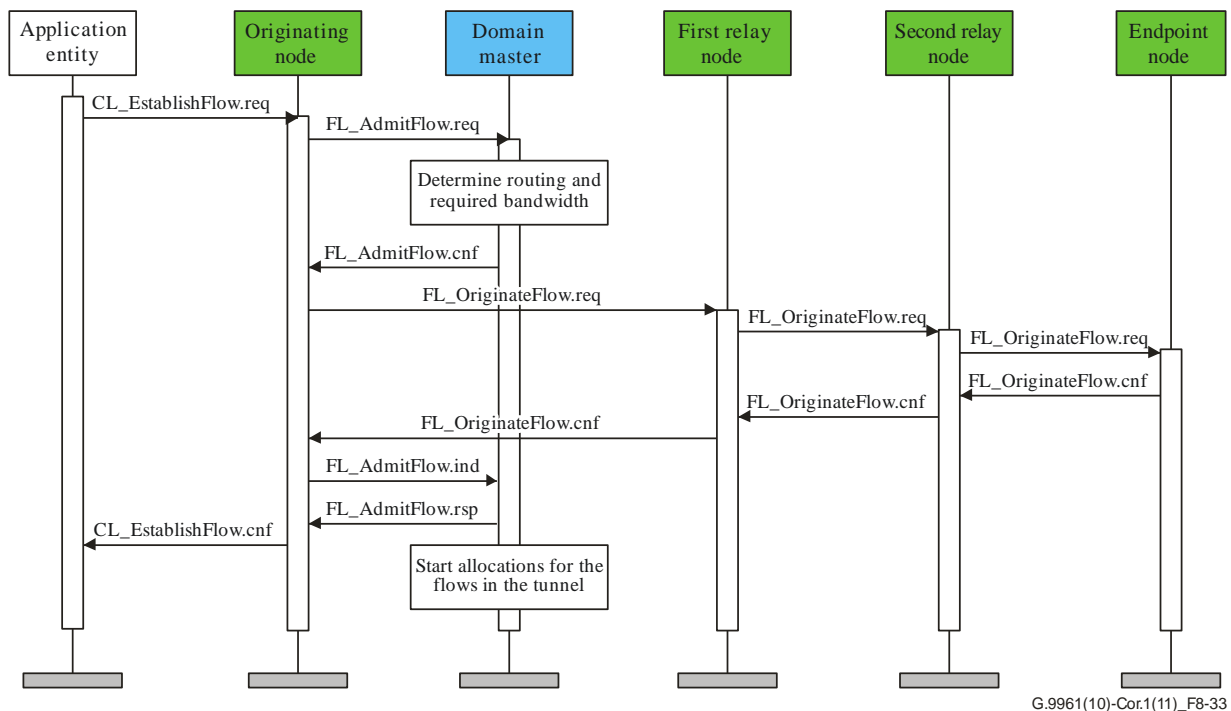 Application
entity
Originating
node
Domain
master
First relay
node
Second relay
node
Endpoint
node
CL_EstablishFlow.req
FL_AdmitFlow.req
Determine routing and
required bandwidth
FL_AdmitFlow.cnf
FL_OriginateFlow.req
FL_OriginateFlow.req
FL_OriginateFlow.req
FL_OriginateFlow.cnf
FL_OriginateFlow.cnf
FL_OriginateFlow.cnf
FL_AdmitFlow.ind
FL_AdmitFlow.rsp
CL_EstablishFlow.cnf
Start allocations for the
flows in the tunnel
G.9961(10)-Cor.1(11)_F8-33